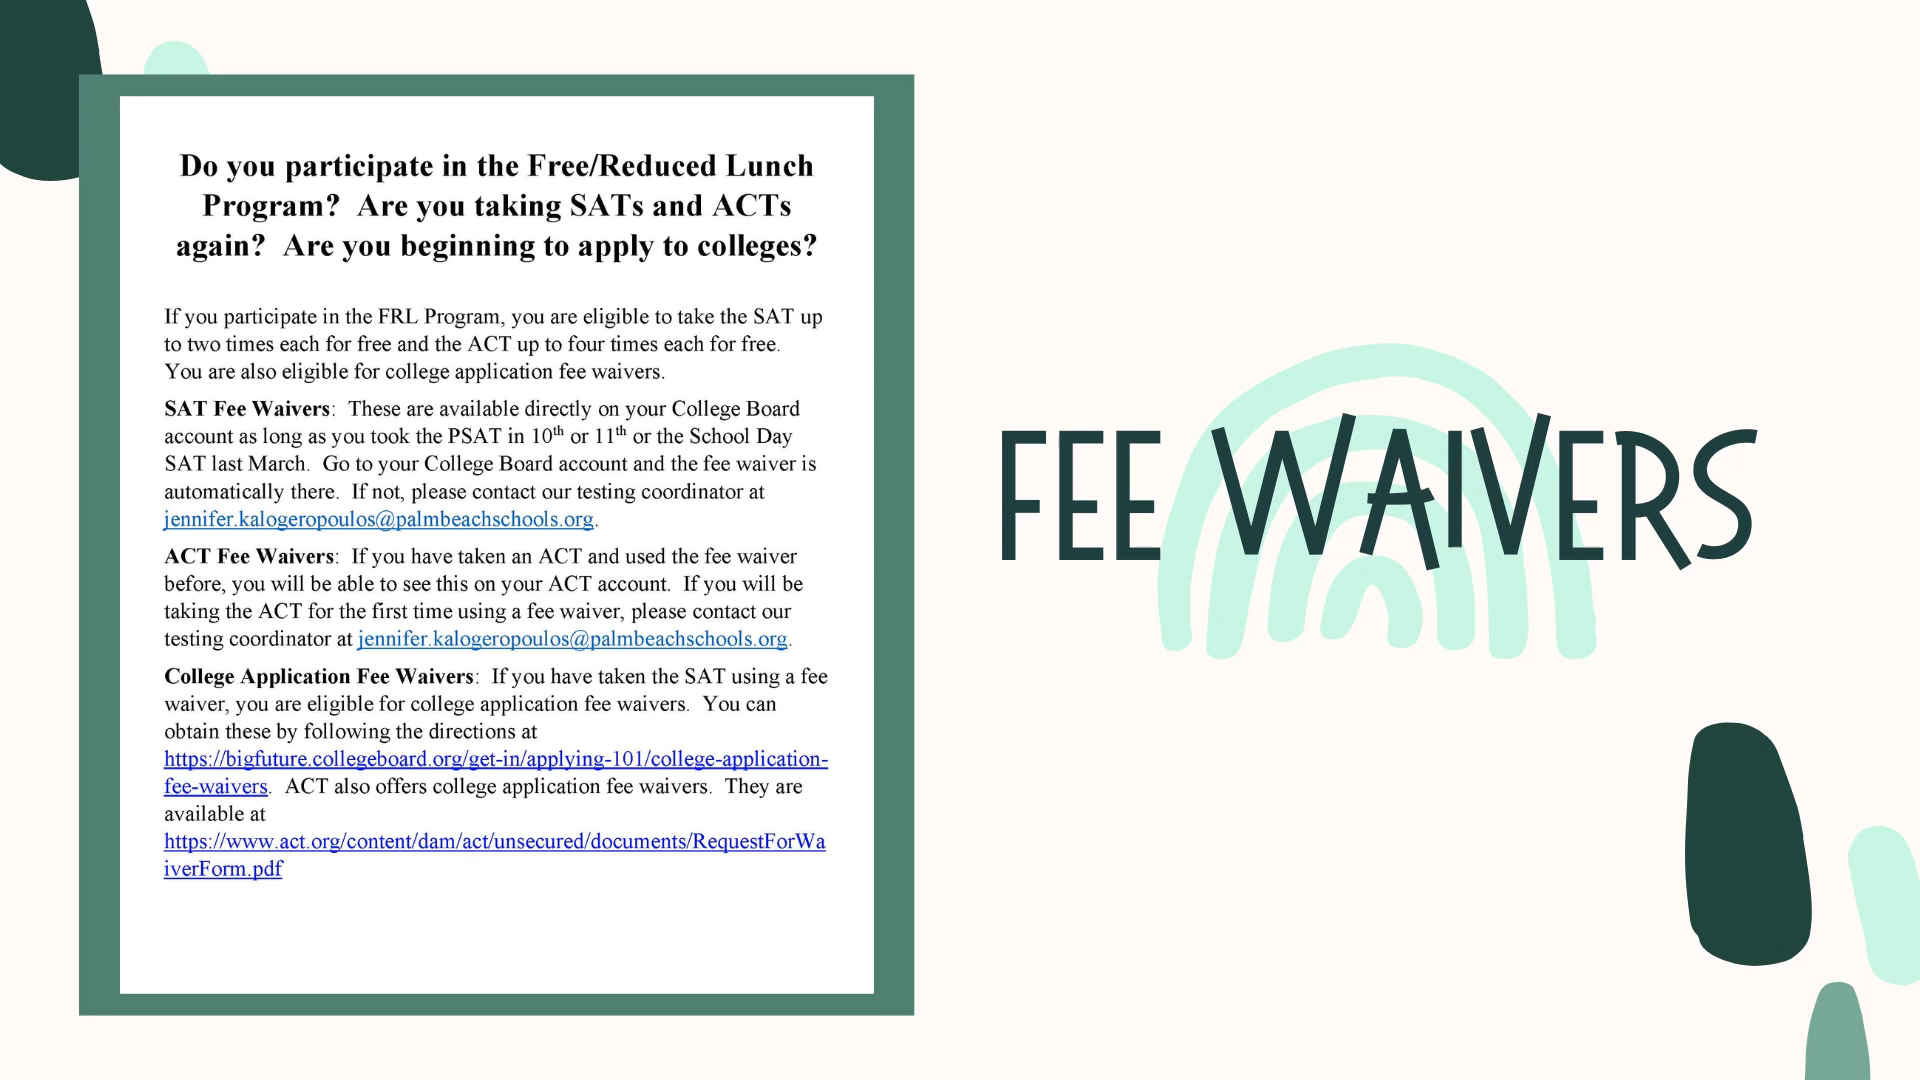 Do you participate in the Free/Reduced Lunch
Program?  Are you taking SATs and ACTs
again?  Are you beginning to apply to colleges?
If you participate in the FRL Program, you are eligible to take the SAT up
to two times each for free and the ACT up to four times each for free.
You are also eligible for college application fee waivers.
SAT Fee Waivers:  These are available directly on your College Board
account as long as you took the PSAT in 10th or 11th or the School Day
SAT last March.  Go to your College Board account and the fee waiver is
automatically there.  If not, please contact our testing coordinator at
jennifer.kalogeropoulos@palmbeachschools.org.
ACT Fee Waivers:  If you have taken an ACT and used the fee waiver
before, you will be able to see this on your ACT account.  If you will be
taking the ACT for the first time using a fee waiver, please contact our
testing coordinator at jennifer.kalogeropoulos@palmbeachschools.org.
College Application Fee Waivers:  If you have taken the SAT using a fee
waiver, you are eligible for college application fee waivers.  You can
obtain these by following the directions at
https://bigfuture.collegeboard.org/get-in/applying-101/college-application-
fee-waivers.  ACT also offers college application fee waivers.  They are
available at
https://www.act.org/content/dam/act/unsecured/documents/RequestForWa
iverForm.pdf
FEE WAIVERS